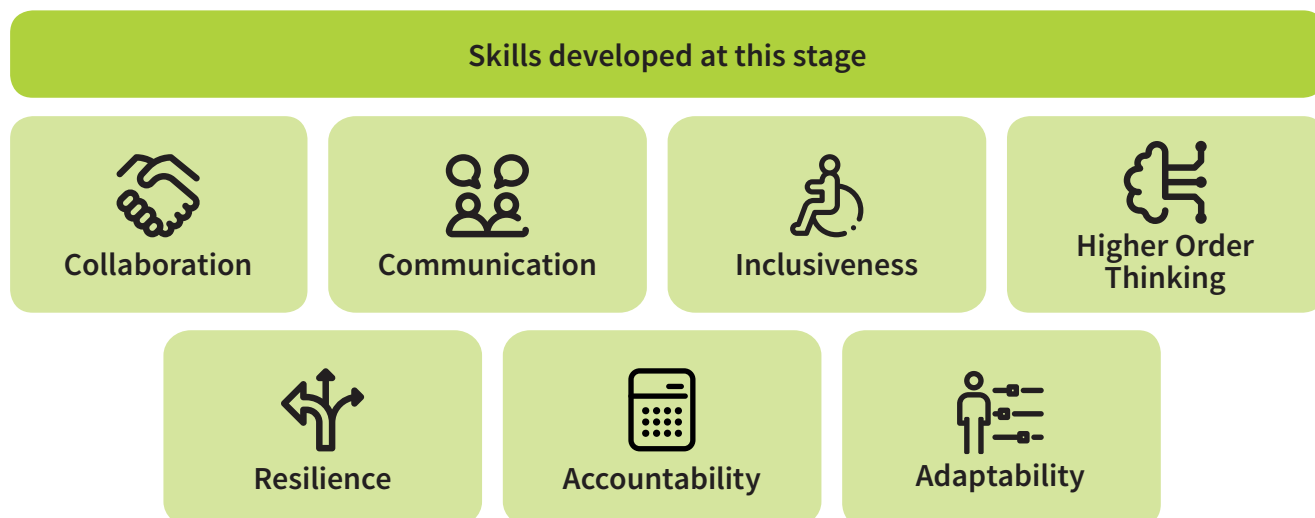 Skills developed at this stage
Collaboration
Communication
Inclusiveness
Higher Order
Thinking
Resilience
Accountability
Adaptability